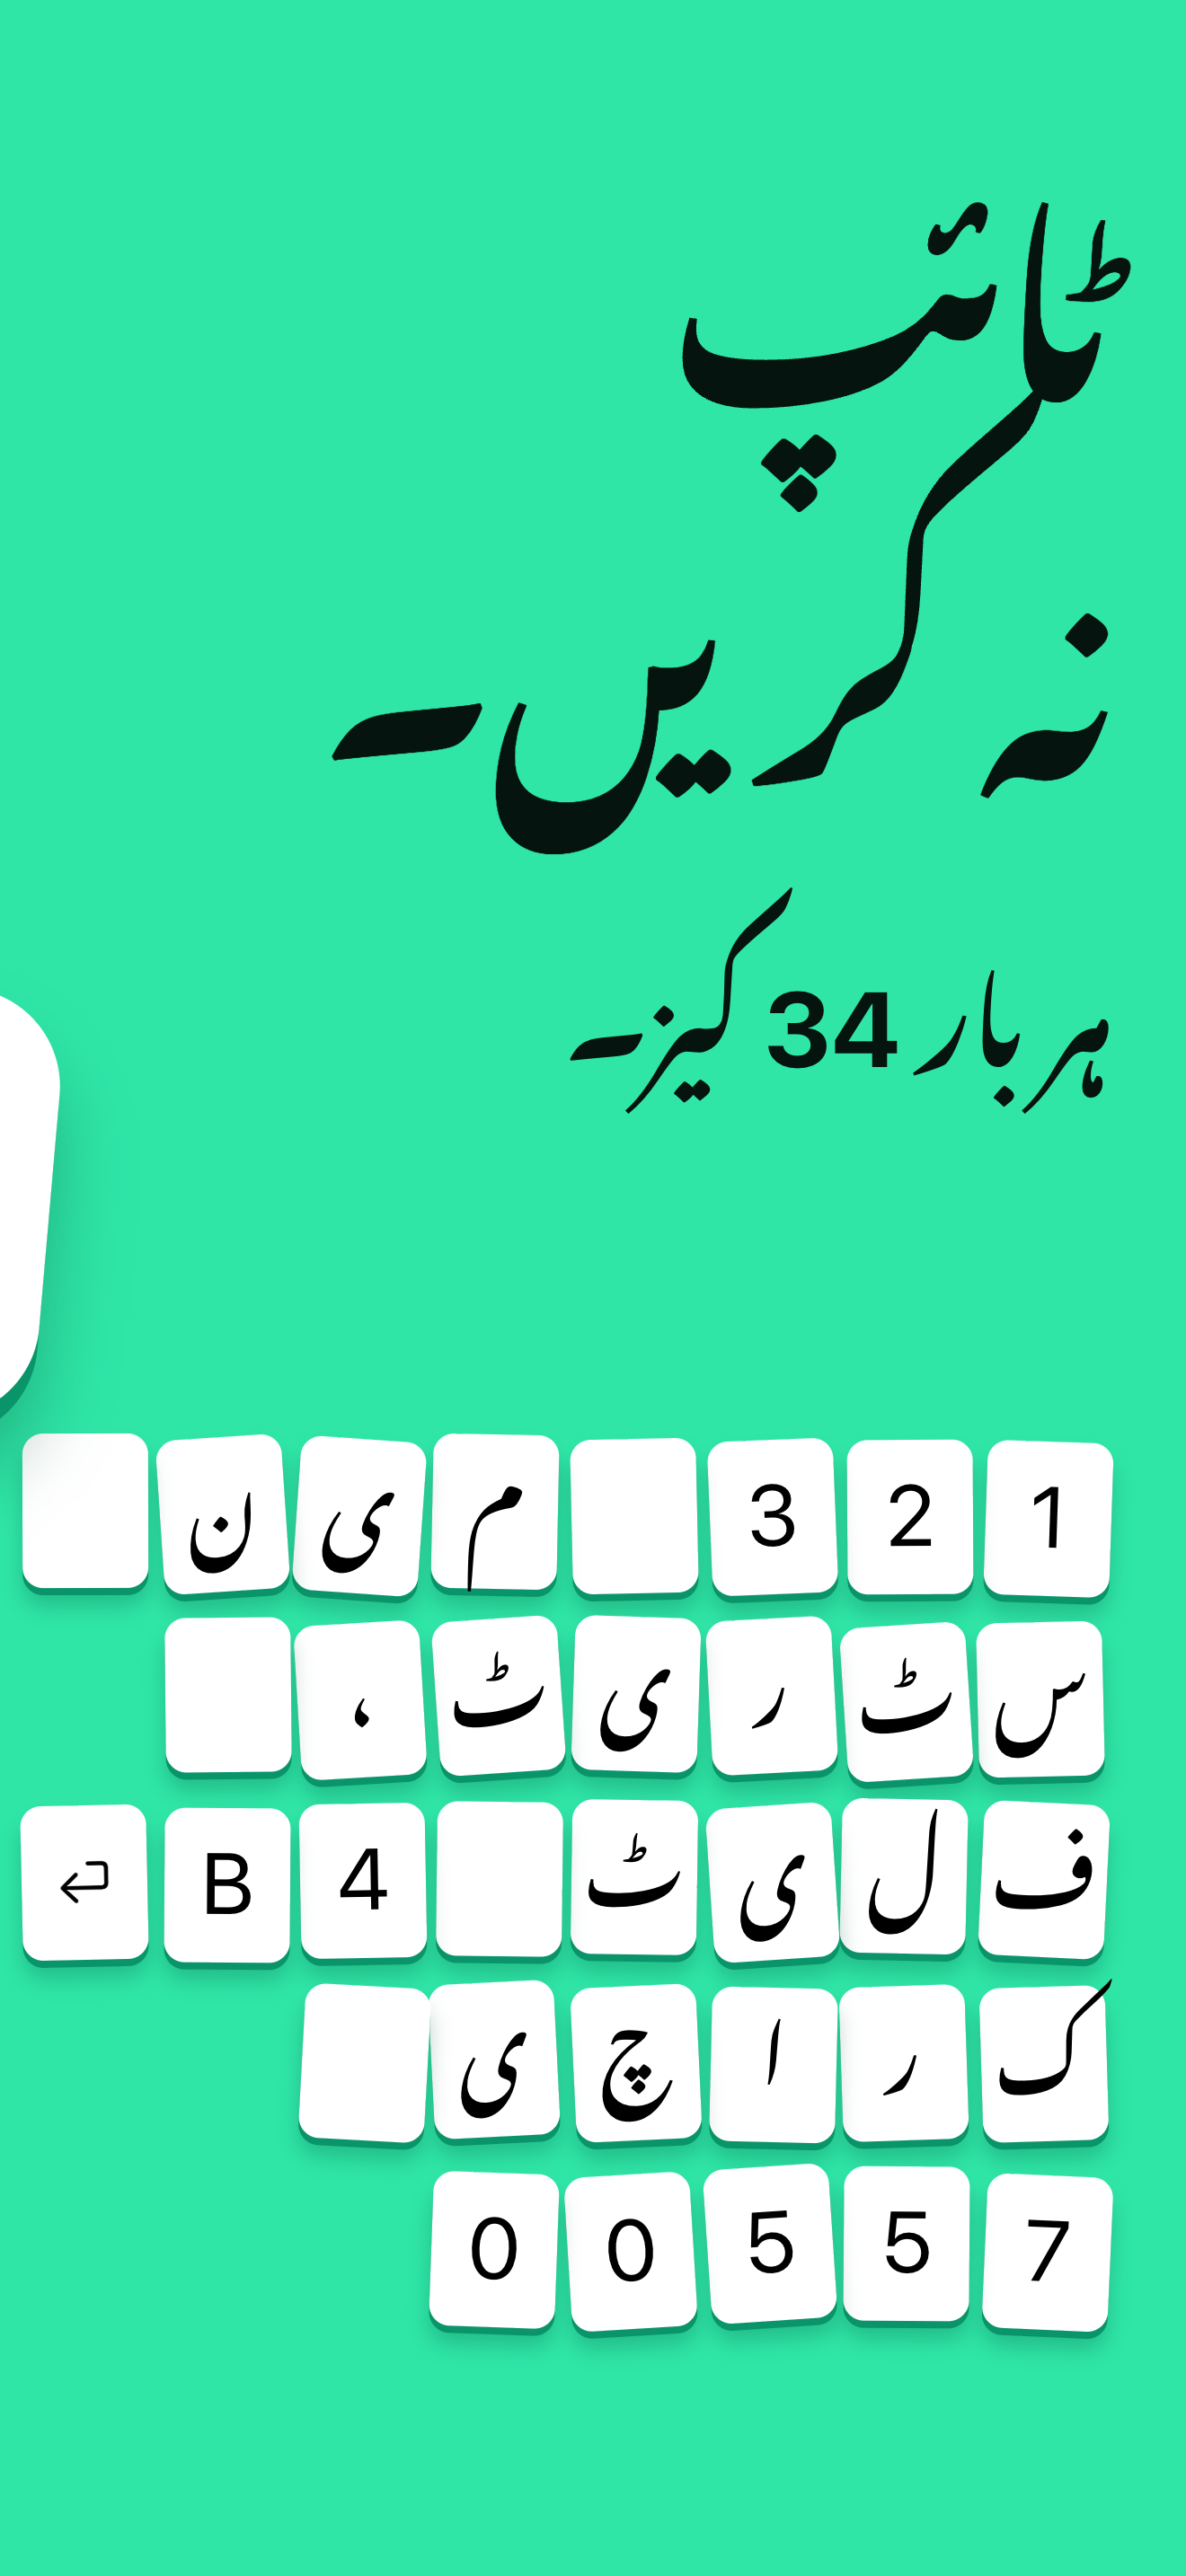 ٹائپ
نہ کریں۔
ہر بار 34 کیز۔
1 2 3 م ی ن
س ٹ ر ی ٹ ،
ف ل ی ٹ 4 B ↵
ک ر ا چ ی
7 5 5 0 0